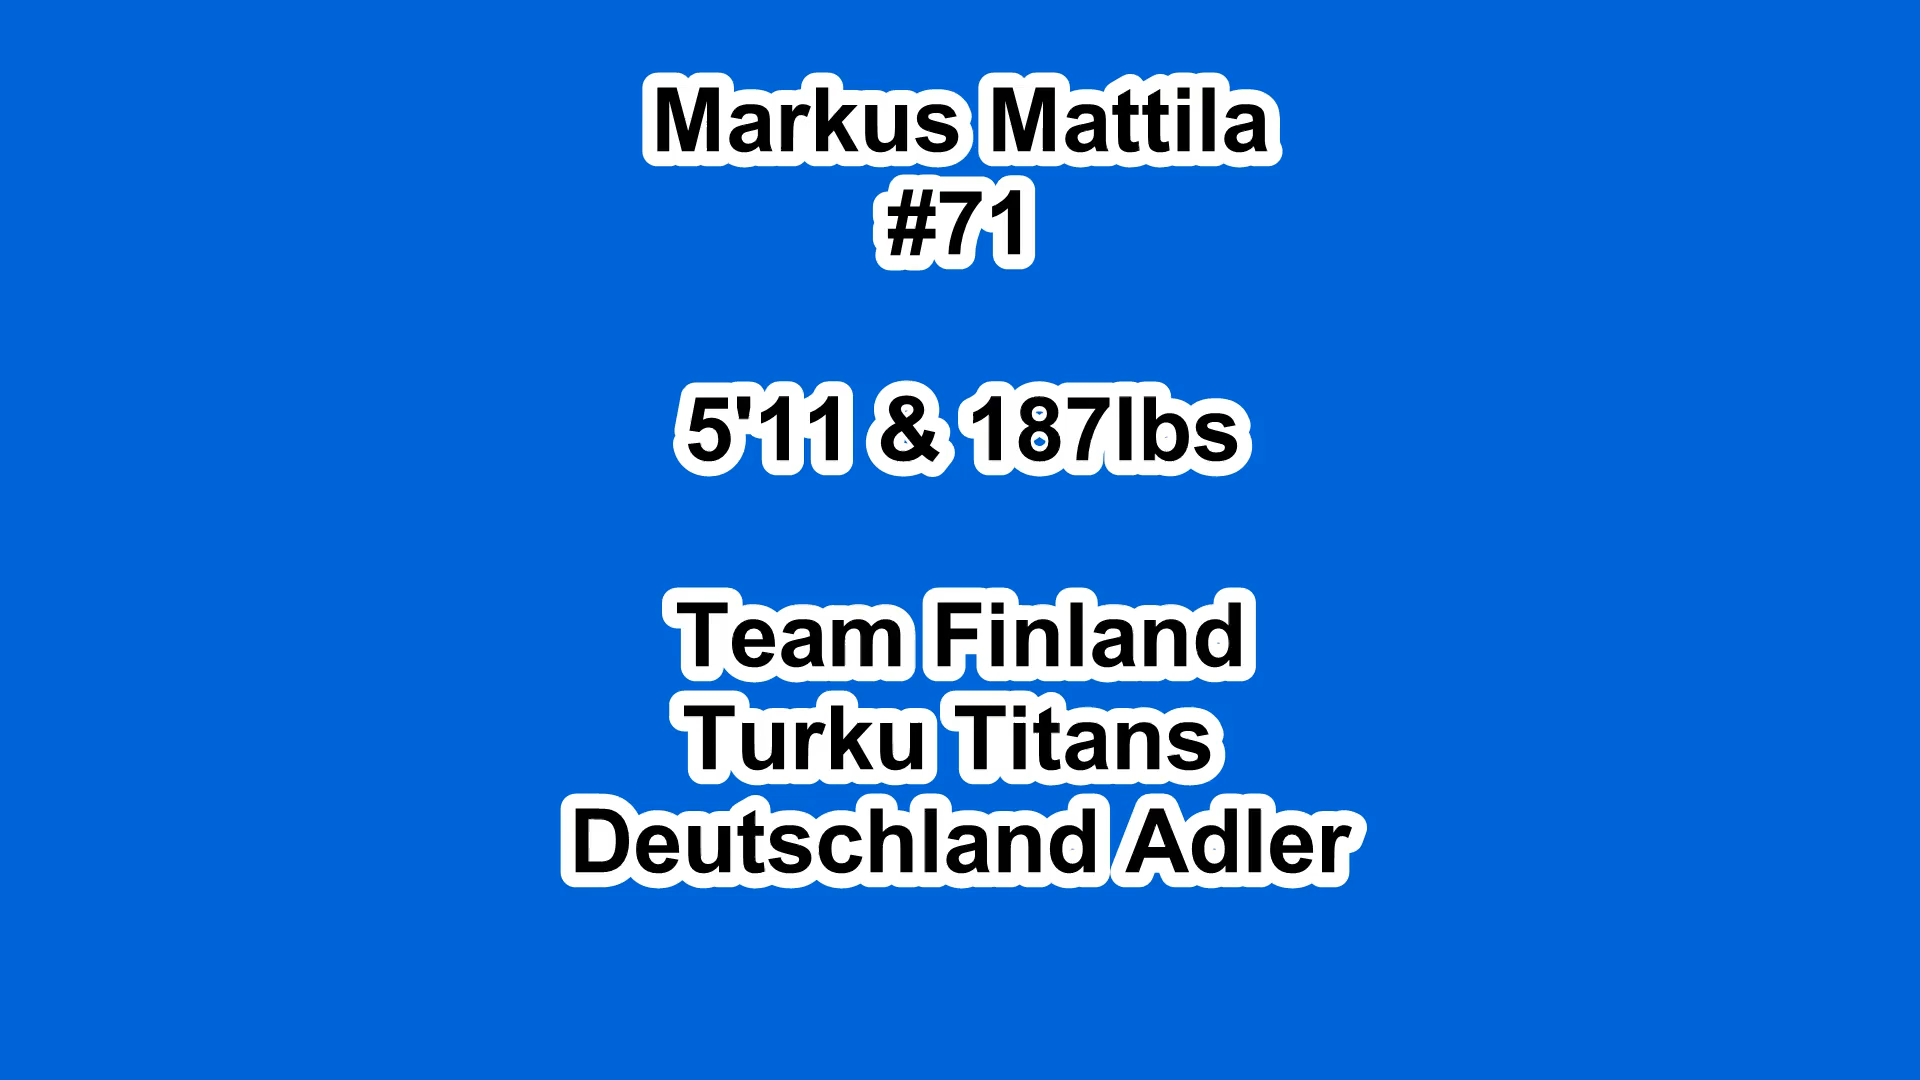 Markus Mattila
#71
5'11 & 187lbs
Team Finland
Turku Titans
Deutschland Adler